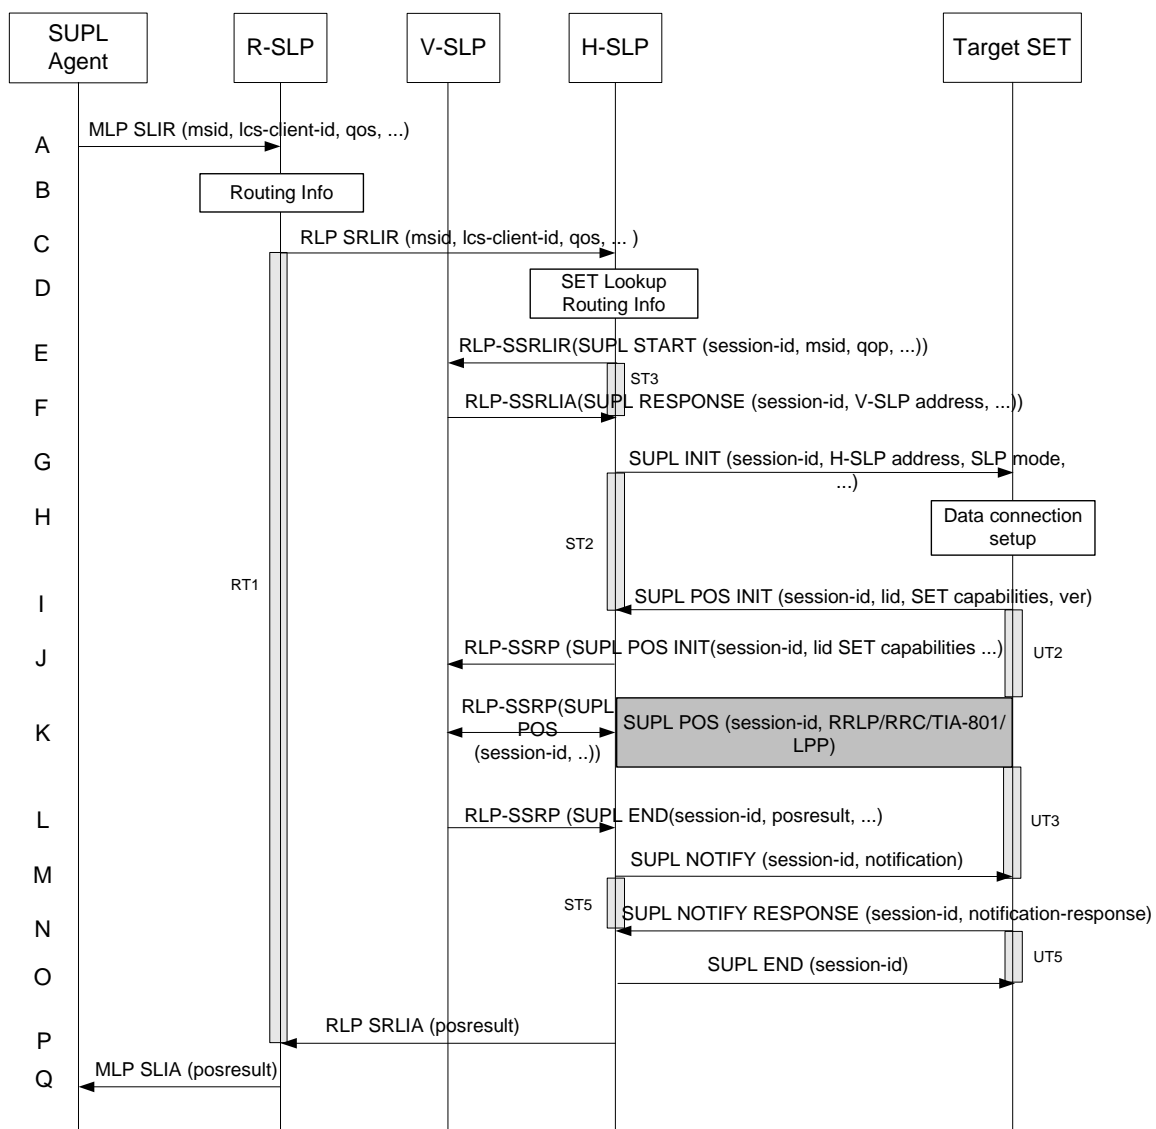 SUPL
Agent
R-SLP
V-SLP
H-SLP
Target SET
A
MLP SLIR (msid, lcs-client-id, qos, ...)
B
Routing Info
C
RLP SRLIR (msid, lcs-client-id, qos, ... )
D
SET Lookup
Routing Info
E
RLP-SSRLIR(SUPL START (session-id, msid, qop, ...))
ST3
F
RLP-SSRLIA(SUPL RESPONSE (session-id, V-SLP address, ...))
G
SUPL INIT (session-id, H-SLP address, SLP mode,
...)
H
Data connection
setup
ST2
RT1
I
SUPL POS INIT (session-id, lid, SET capabilities, ver)
J
RLP-SSRP (SUPL POS INIT(session-id, lid SET capabilities ...)
UT2
K
RLP-SSRP(SUPL
POS
(session-id, ..))
SUPL POS (session-id, RRLP/RRC/TIA-801/
LPP)
L
RLP-SSRP (SUPL END(session-id, posresult, ...)
UT3
M
SUPL NOTIFY (session-id, notification)
ST5
N
SUPL NOTIFY RESPONSE (session-id, notification-response)
UT5
O
SUPL END (session-id)
P
RLP SRLIA (posresult)
Q
MLP SLIA (posresult)